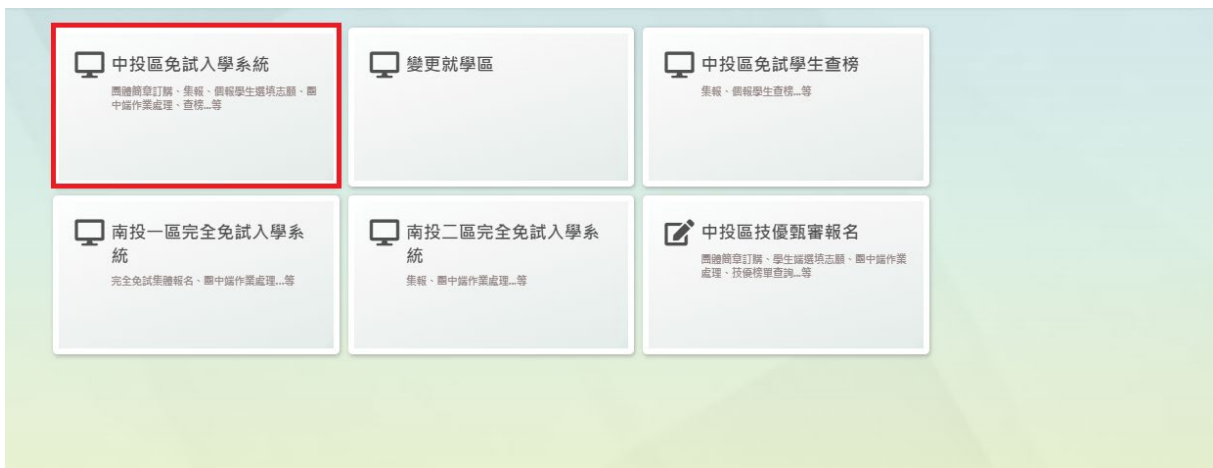 中投區免試入學系統
團體簡章訂購、集報、個報學生選填志願、國
中端作業處理、查榜...等
變更就學區
中投區免試學生查榜
集報、個報學生查榜...等
南投一區完全免試入學系
統
完全免試集體報名、國中端作業處理...等
南投二區完全免試入學系
統
集報、國中端作業處理...等
中投區技優甄審報名
團體簡章訂購、學生端選填志願、國中端作業
處理、技優榜單查詢...等